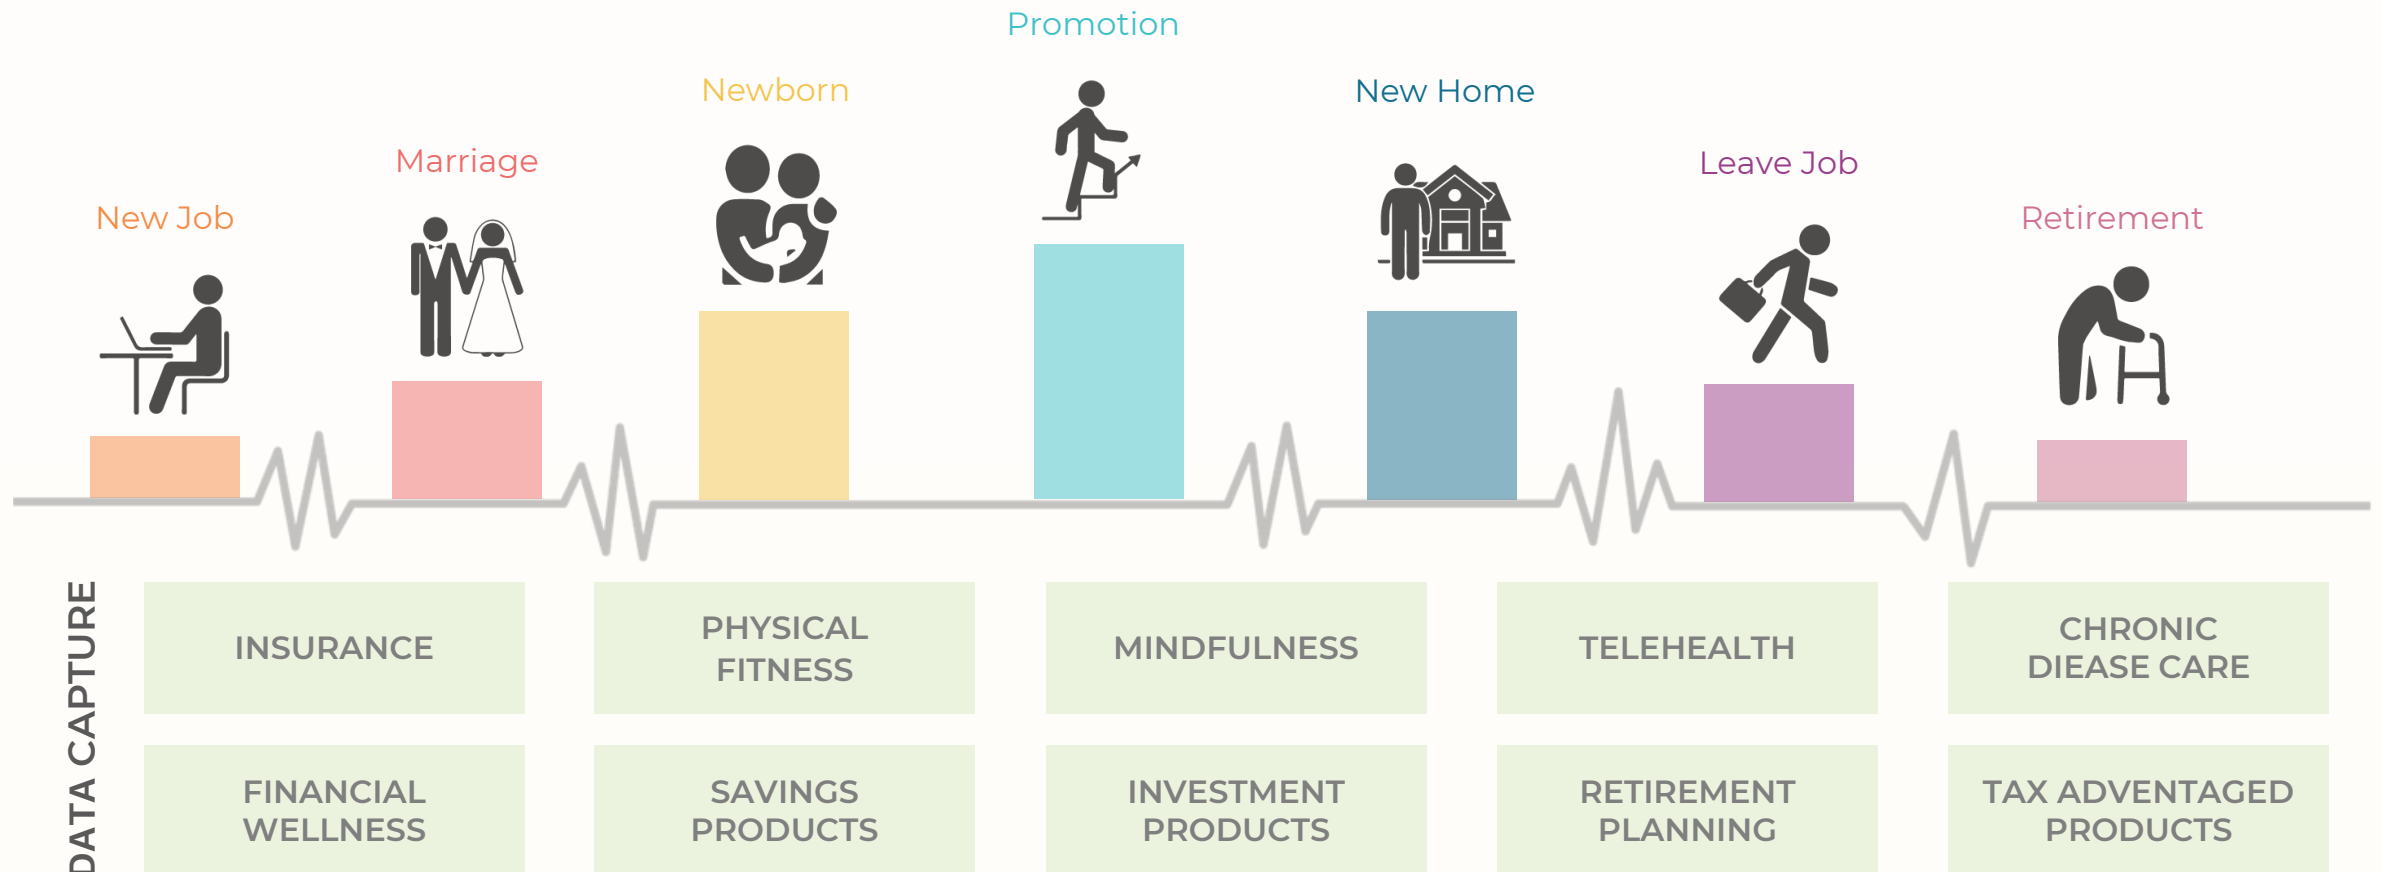 Promotion
Newborn
New Home
Marriage
Leave Job
New Job
Retirement
DATA CAPTURE
INSURANCE
PHYSICAL
FITNESS
MINDFULNESS
TELEHEALTH
CHRONIC
DIEASE CARE
FINANCIAL
WELLNESS
SAVINGS
PRODUCTS
INVESTMENT
PRODUCTS
RETIREMENT
PLANNING
TAX ADVENTAGED
PRODUCTS